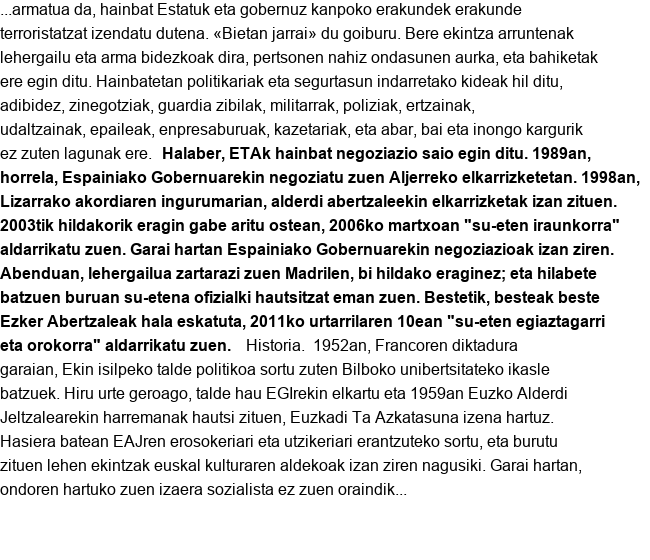 ...armatua da, hainbat Estatuk eta gobernuz kanpoko erakundek erakunde
terroristatzat izendatu dutena. «Bietan jarrai» du goiburu. Bere ekintza arruntenak
lehergailu eta arma bidezkoak dira, pertsonen nahiz ondasunen aurka, eta bahiketak
ere egin ditu. Hainbatetan politikariak eta segurtasun indarretako kideak hil ditu,
adibidez, zinegotziak, guardia zibilak, militarrak, poliziak, ertzainak,
udaltzainak, epaileak, enpresaburuak, kazetariak, eta abar, bai eta inongo kargurik
ez zuten lagunak ere.  Halaber, ETAk hainbat negoziazio saio egin ditu. 1989an,
horrela, Espainiako Gobernuarekin negoziatu zuen Aljerreko elkarrizketetan. 1998an,
Lizarrako akordiaren ingurumarian, alderdi abertzaleekin elkarrizketak izan zituen.
2003tik hildakorik eragin gabe aritu ostean, 2006ko martxoan "su-eten iraunkorra"
aldarrikatu zuen. Garai hartan Espainiako Gobernuarekin negoziazioak izan ziren.
Abenduan, lehergailua zartarazi zuen Madrilen, bi hildako eraginez; eta hilabete
batzuen buruan su-etena ofizialki hautsitzat eman zuen. Bestetik, besteak beste
Ezker Abertzaleak hala eskatuta, 2011ko urtarrilaren 10ean "su-eten egiaztagarri
eta orokorra" aldarrikatu zuen.   Historia.  1952an, Francoren diktadura
garaian, Ekin isilpeko talde politikoa sortu zuten Bilboko unibertsitateko ikasle
batzuek. Hiru urte geroago, talde hau EGIrekin elkartu eta 1959an Euzko Alderdi
Jeltzalearekin harremanak hautsi zituen, Euzkadi Ta Azkatasuna izena hartuz.
Hasiera batean EAJren erosokeriari eta utzikeriari erantzuteko sortu, eta burutu
zituen lehen ekintzak euskal kulturaren aldekoak izan ziren nagusiki. Garai hartan,
ondoren hartuko zuen izaera sozialista ez zuen oraindik...